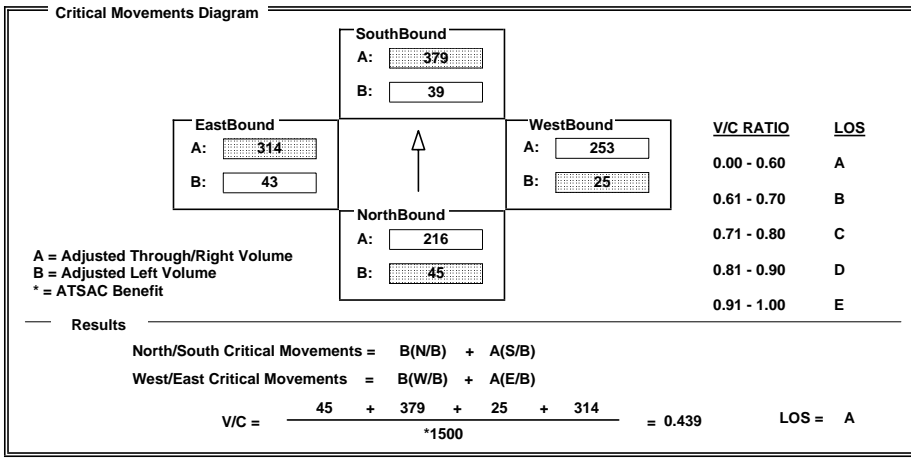 Critical Movements Diagram
SouthBound
A: 379
B: 39
EastBound
A: 314
B: 43
WestBound
A: 253
B: 25
NorthBound
A: 216
B: 45
V/C RATIO LOS
0.00 - 0.60 A
0.61 - 0.70 B
0.71 - 0.80 C
0.81 - 0.90 D
0.91 - 1.00 E
A = Adjusted Through/Right Volume
B = Adjusted Left Volume
* = ATSAC Benefit
Results
North/South Critical Movements = B(N/B) + A(S/B)
West/East Critical Movements = B(W/B) + A(E/B)
V/C = 45 + 379 + 25 + 314 = 0.439 LOS = A
*1500